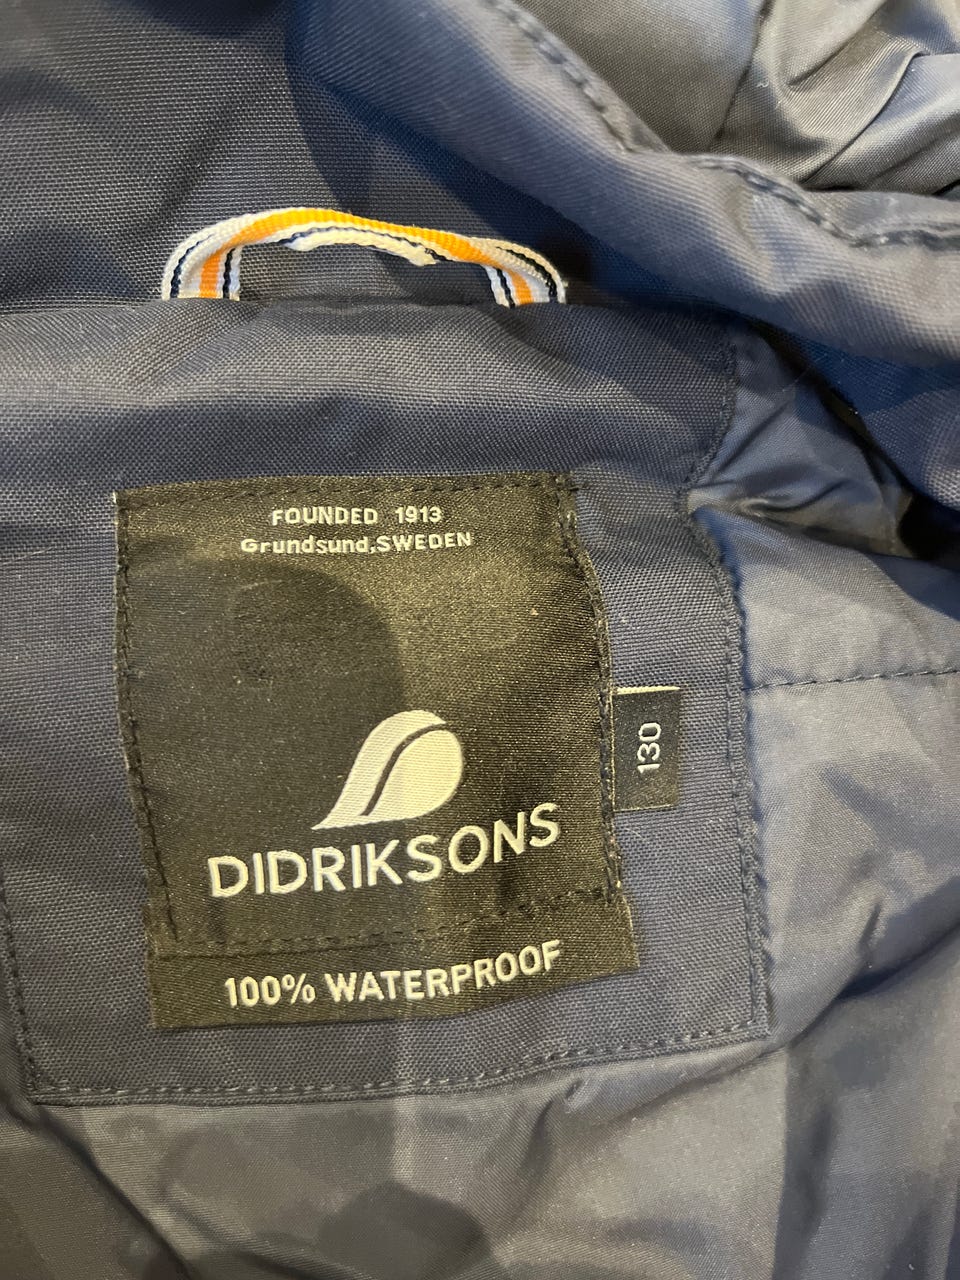 FOUNDED 1913
Grundsund,SWEDEN
DIDRIKSONS
130
100% WATERPROOF